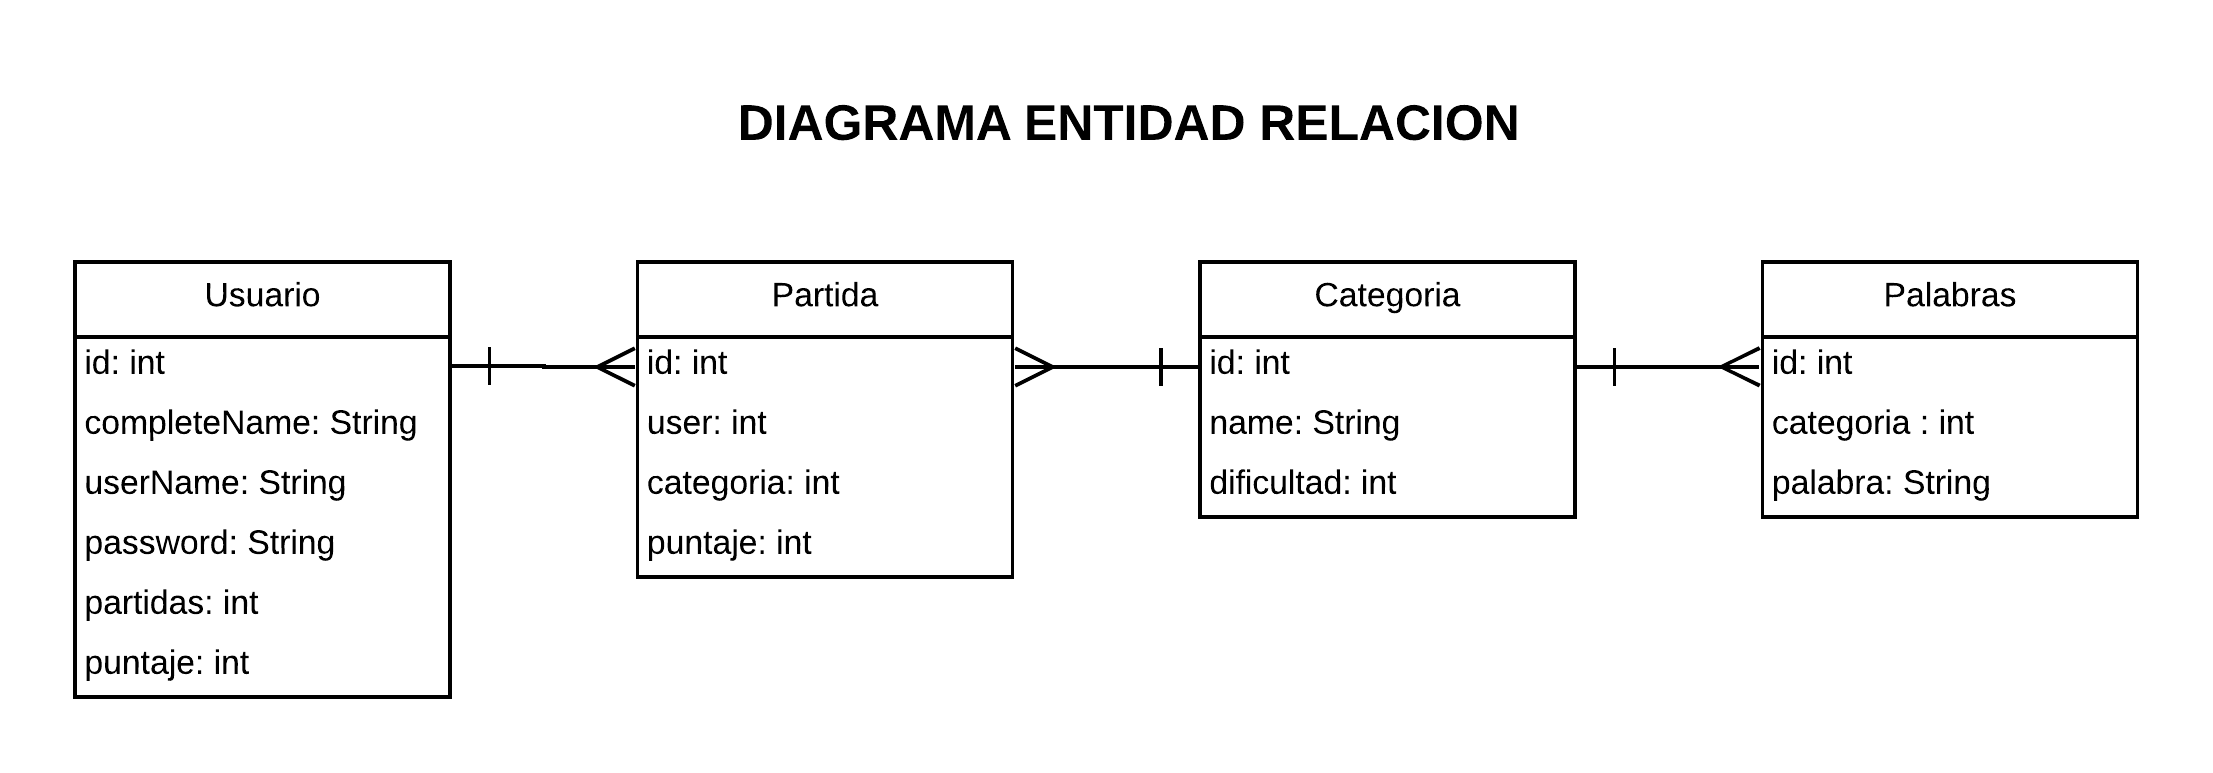 DIAGRAMA ENTIDAD RELACION
Usuario
id: int
completeName: String
userName: String
password: String
partidas: int
puntaje: int
Partida
id: int
user: int
categoria: int
puntaje: int
Categoria
id: int
name: String
dificultad: int
Palabras
id: int
categoria : int
palabra: String